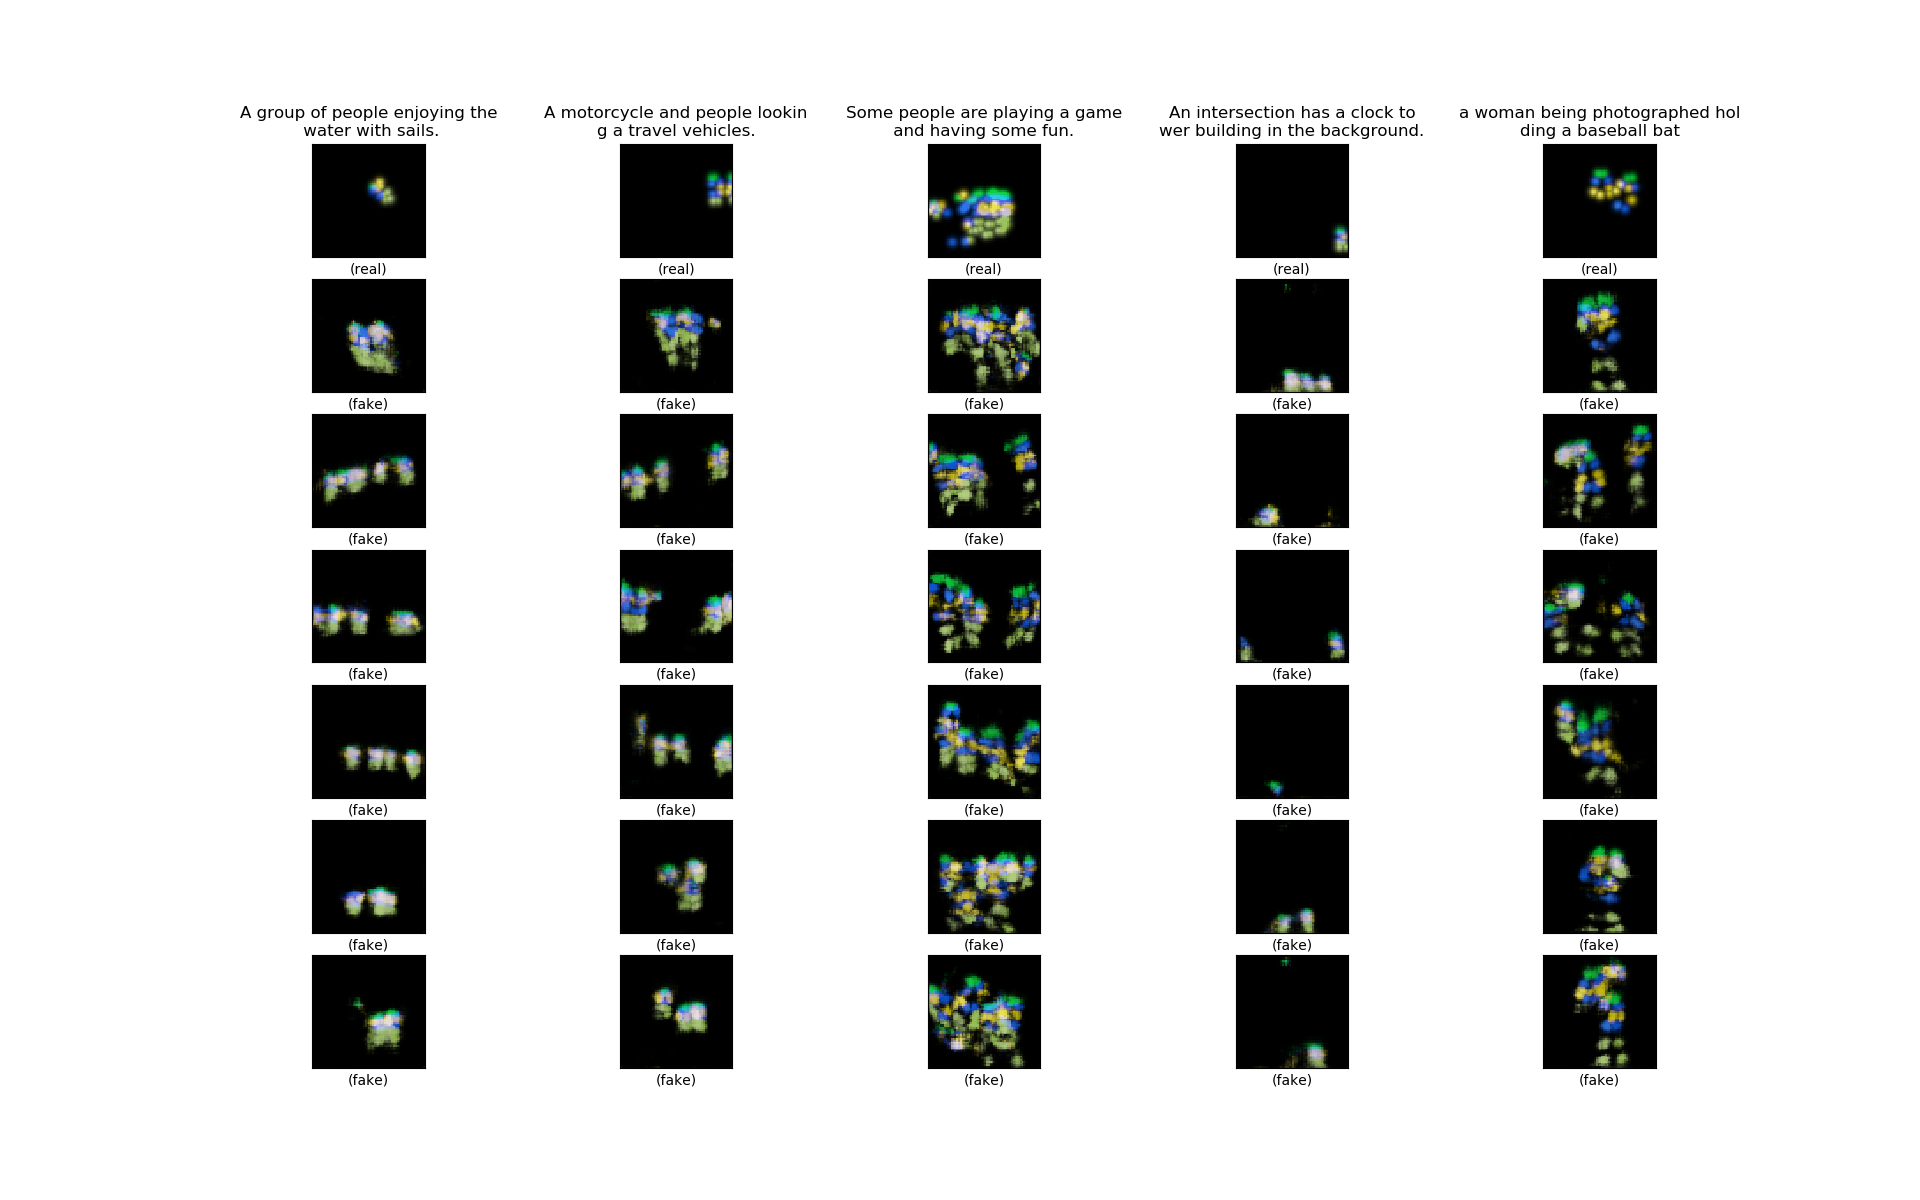 A group of people enjoying the
water with sails.
A motorcycle and people lookin
g a travel vehicles.
Some people are playing a game
and having some fun.
An intersection has a clock to
wer building in the background.
a woman being photographed hol
ding a baseball bat
(real) (real) (real) (real) (real)
(fake) (fake) (fake) (fake) (fake)
(fake) (fake) (fake) (fake) (fake)
(fake) (fake) (fake) (fake) (fake)
(fake) (fake) (fake) (fake) (fake)
(fake) (fake) (fake) (fake) (fake)
(fake) (fake) (fake) (fake) (fake)